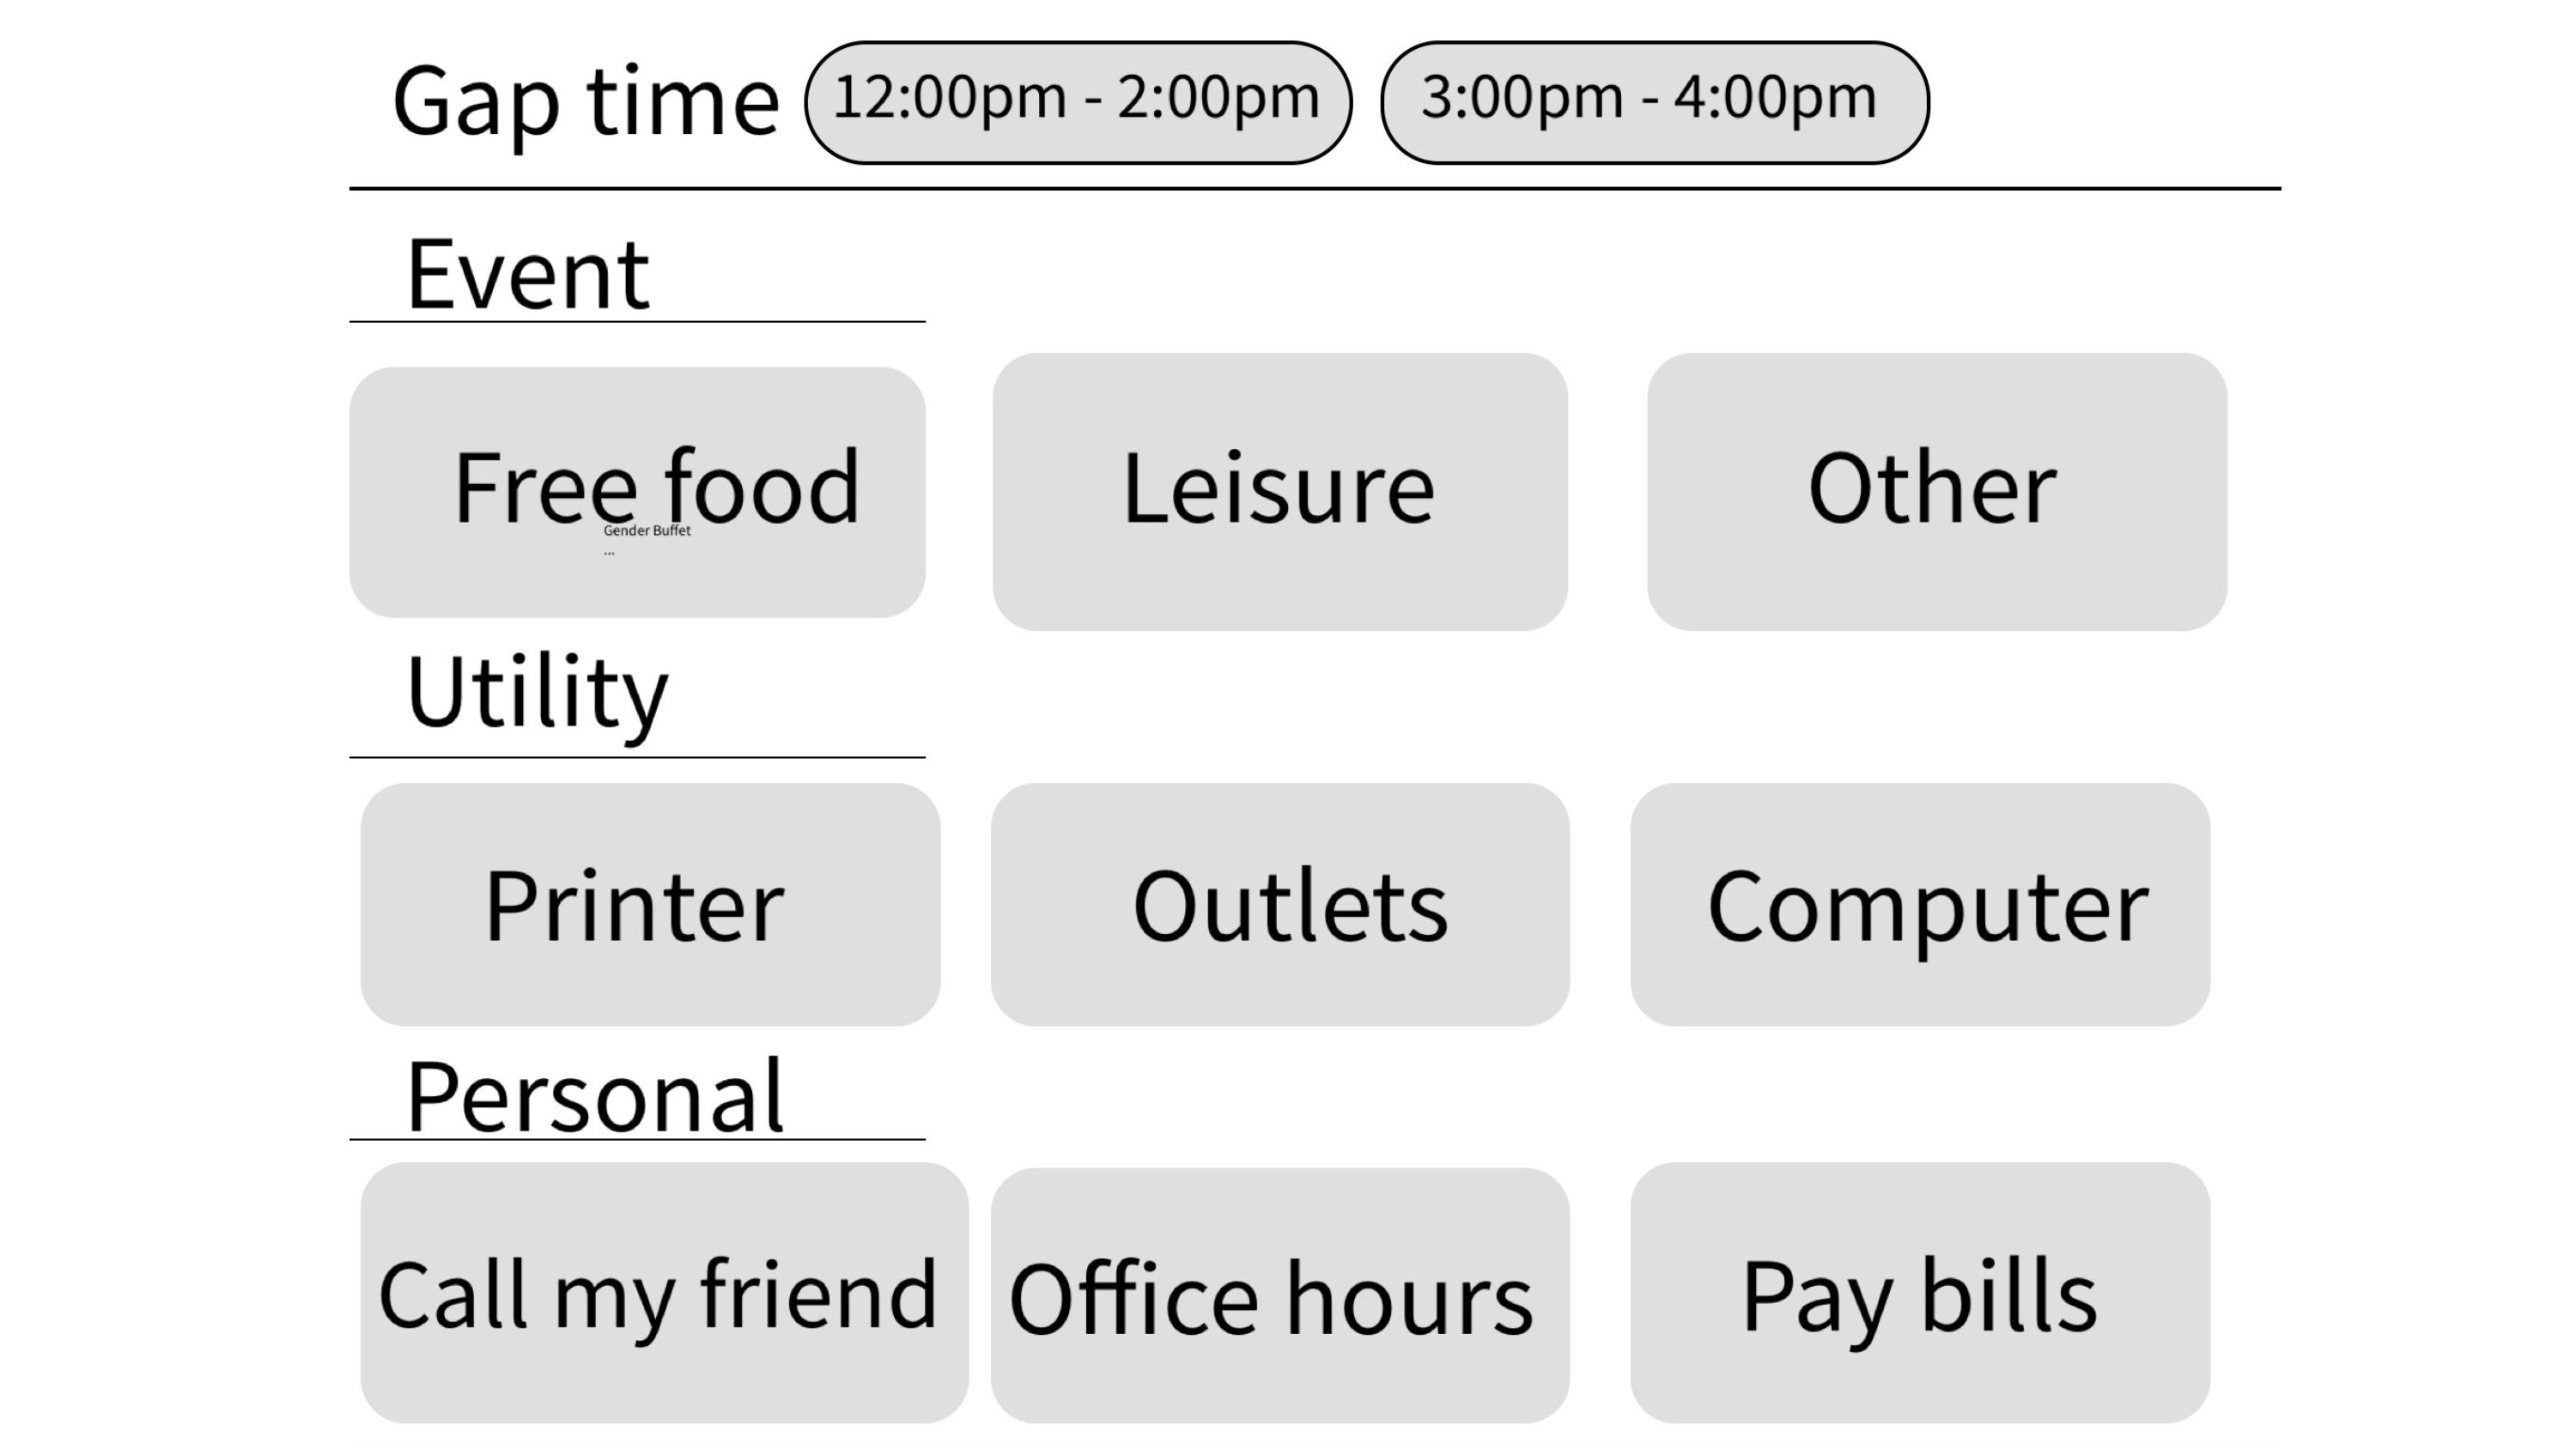 Gap time 12:00pm - 2:00pm 3:00pm - 4:00pm
Event
Free food Leisure Other
Gender Buffet
...
Utility
Printer Outlets Computer
Personal
Call my friend Office hours Pay bills